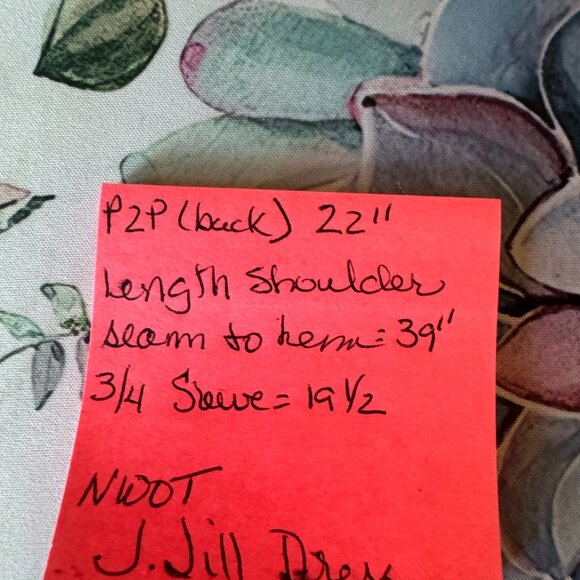 P2P (back) 22"
Length Shoulder
seam to hem = 39"
3/4 Sleeve = 19 1/2
NWOT
J.Jill Dress